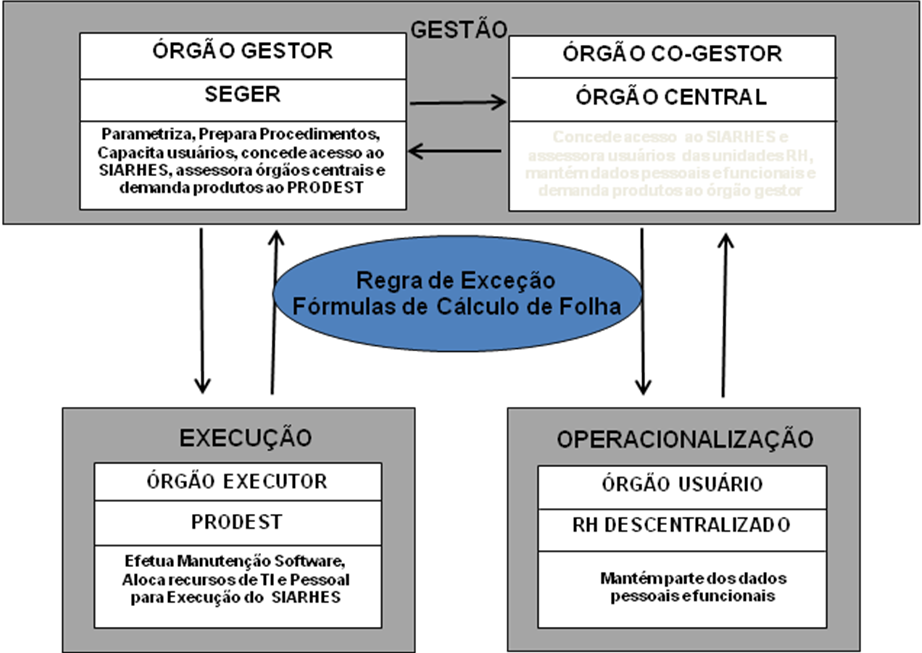 GESTÃO
ÓRGÃO GESTOR
SEGER
Parametriza, Prepara Procedimentos,
Capacita usuários, concede acesso ao
SIARHES, assessora órgãos centrais e
demanda produtos ao PRODEST
ÓRGÃO CO-GESTOR
ÓRGÃO CENTRAL
Concede acesso ao SIARHES e
assessora usuários das unidades RH,
mantém dados pessoais e funcionais e
demanda produtos ao órgão gestor
Regra de Exceção
Fórmulas de Cálculo de Folha
EXECUÇÃO
ÓRGÃO EXECUTOR
PRODEST
Efetua Manutenção Software,
Aloca recursos de TI e Pessoal
para Execução do SIARHES
OPERACIONALIZAÇÃO
ÓRGÃO USUÁRIO
RH DESCENTRALIZADO
Mantém parte dos dados
pessoais e funcionais